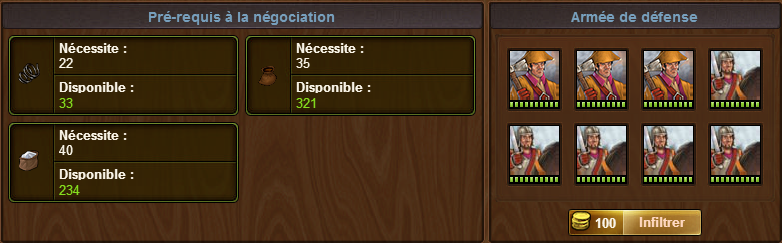 Pré-requis à la négociation
Nécessite :
22
Disponible :
33
Nécessite :
35
Disponible :
321
Nécessite :
40
Disponible :
234
Armée de défense
100 Infiltrer